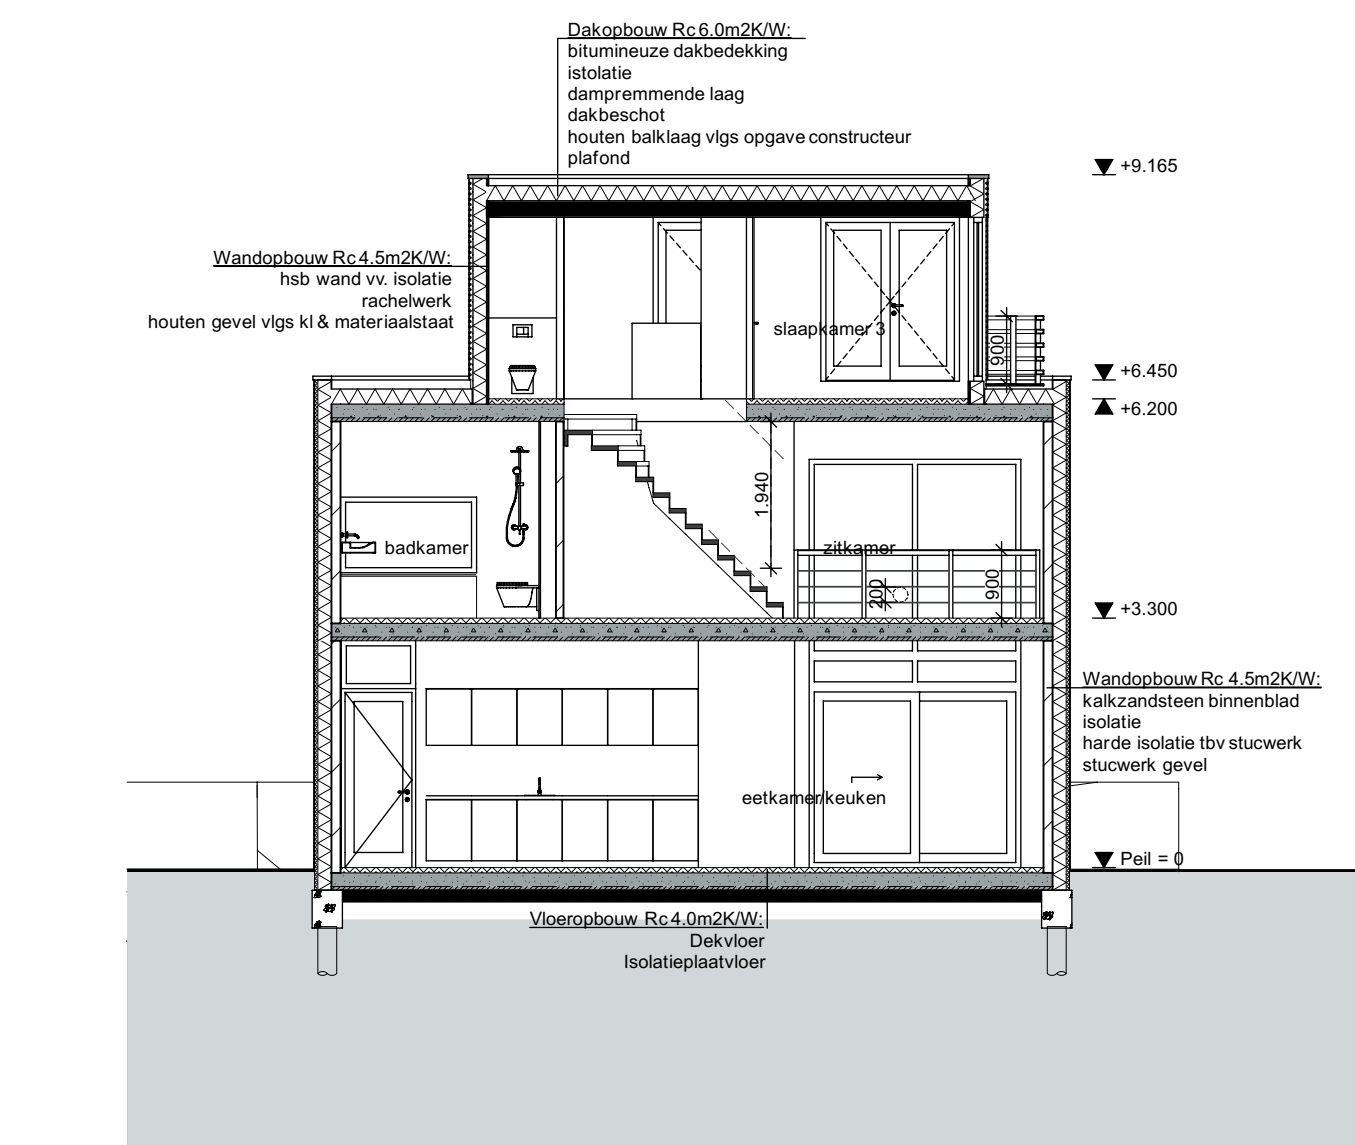 Dakopbouw Rc 6.0m2K/W:
bitumineuze dakbedekking
istolatie
dampremmende laag
dakbeschot
houten balklaag vlgs opgave constructeur
plafond
+9.165
Wandopbouw Rc 4.5m2K/W:
hsb wand vv. isolatie
rachelwerk
houten gevel vlgs kl & materiaalstaat
slaapkamer 3
900
+6.450
+6.200
1.940
badkamer
zitkamer
200
900
+3.300
Wandopbouw Rc 4.5m2K/W:
kalkzandsteen binnenblad
isolatie
harde isolatie tbv stucwerk
stucwerk gevel
eetkamer/keuken
Peil = 0
Vloeropbouw Rc 4.0m2K/W:
Dekvloer
Isolatieplaatvloer